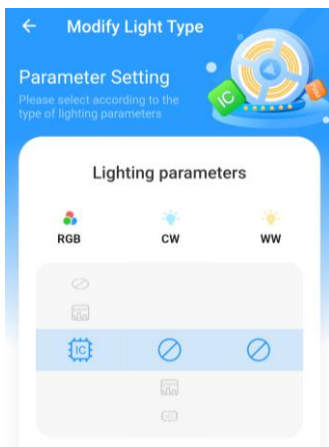 Modify Light Type
Parameter Setting
Please select according to the
type of lighting parameters
IC
Lighting parameters
RGB CW WW
IC